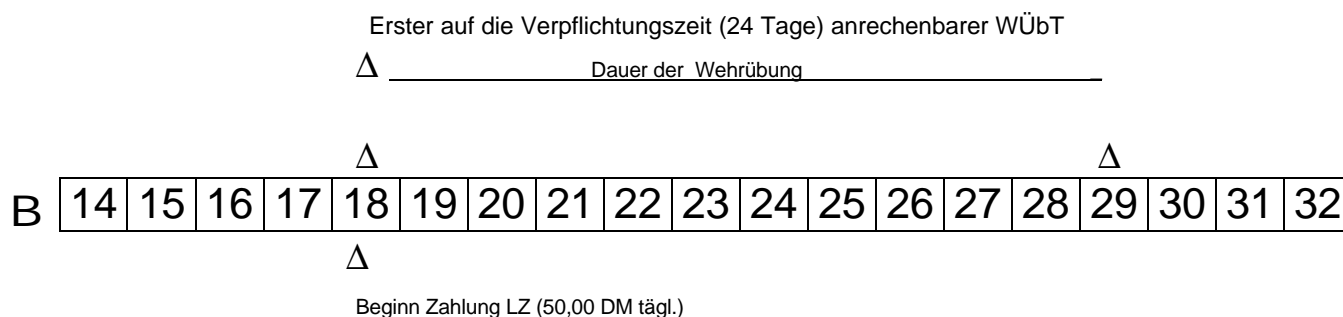 Erster auf die Verpflichtungszeit (24 Tage) anrechenbarer WÜbT
Δ Dauer der Wehrübung
Δ Δ
B 14 15 16 17 18 19 20 21 22 23 24 25 26 27 28 29 30 31 32
Δ
Beginn Zahlung LZ (50,00 DM tägl.)